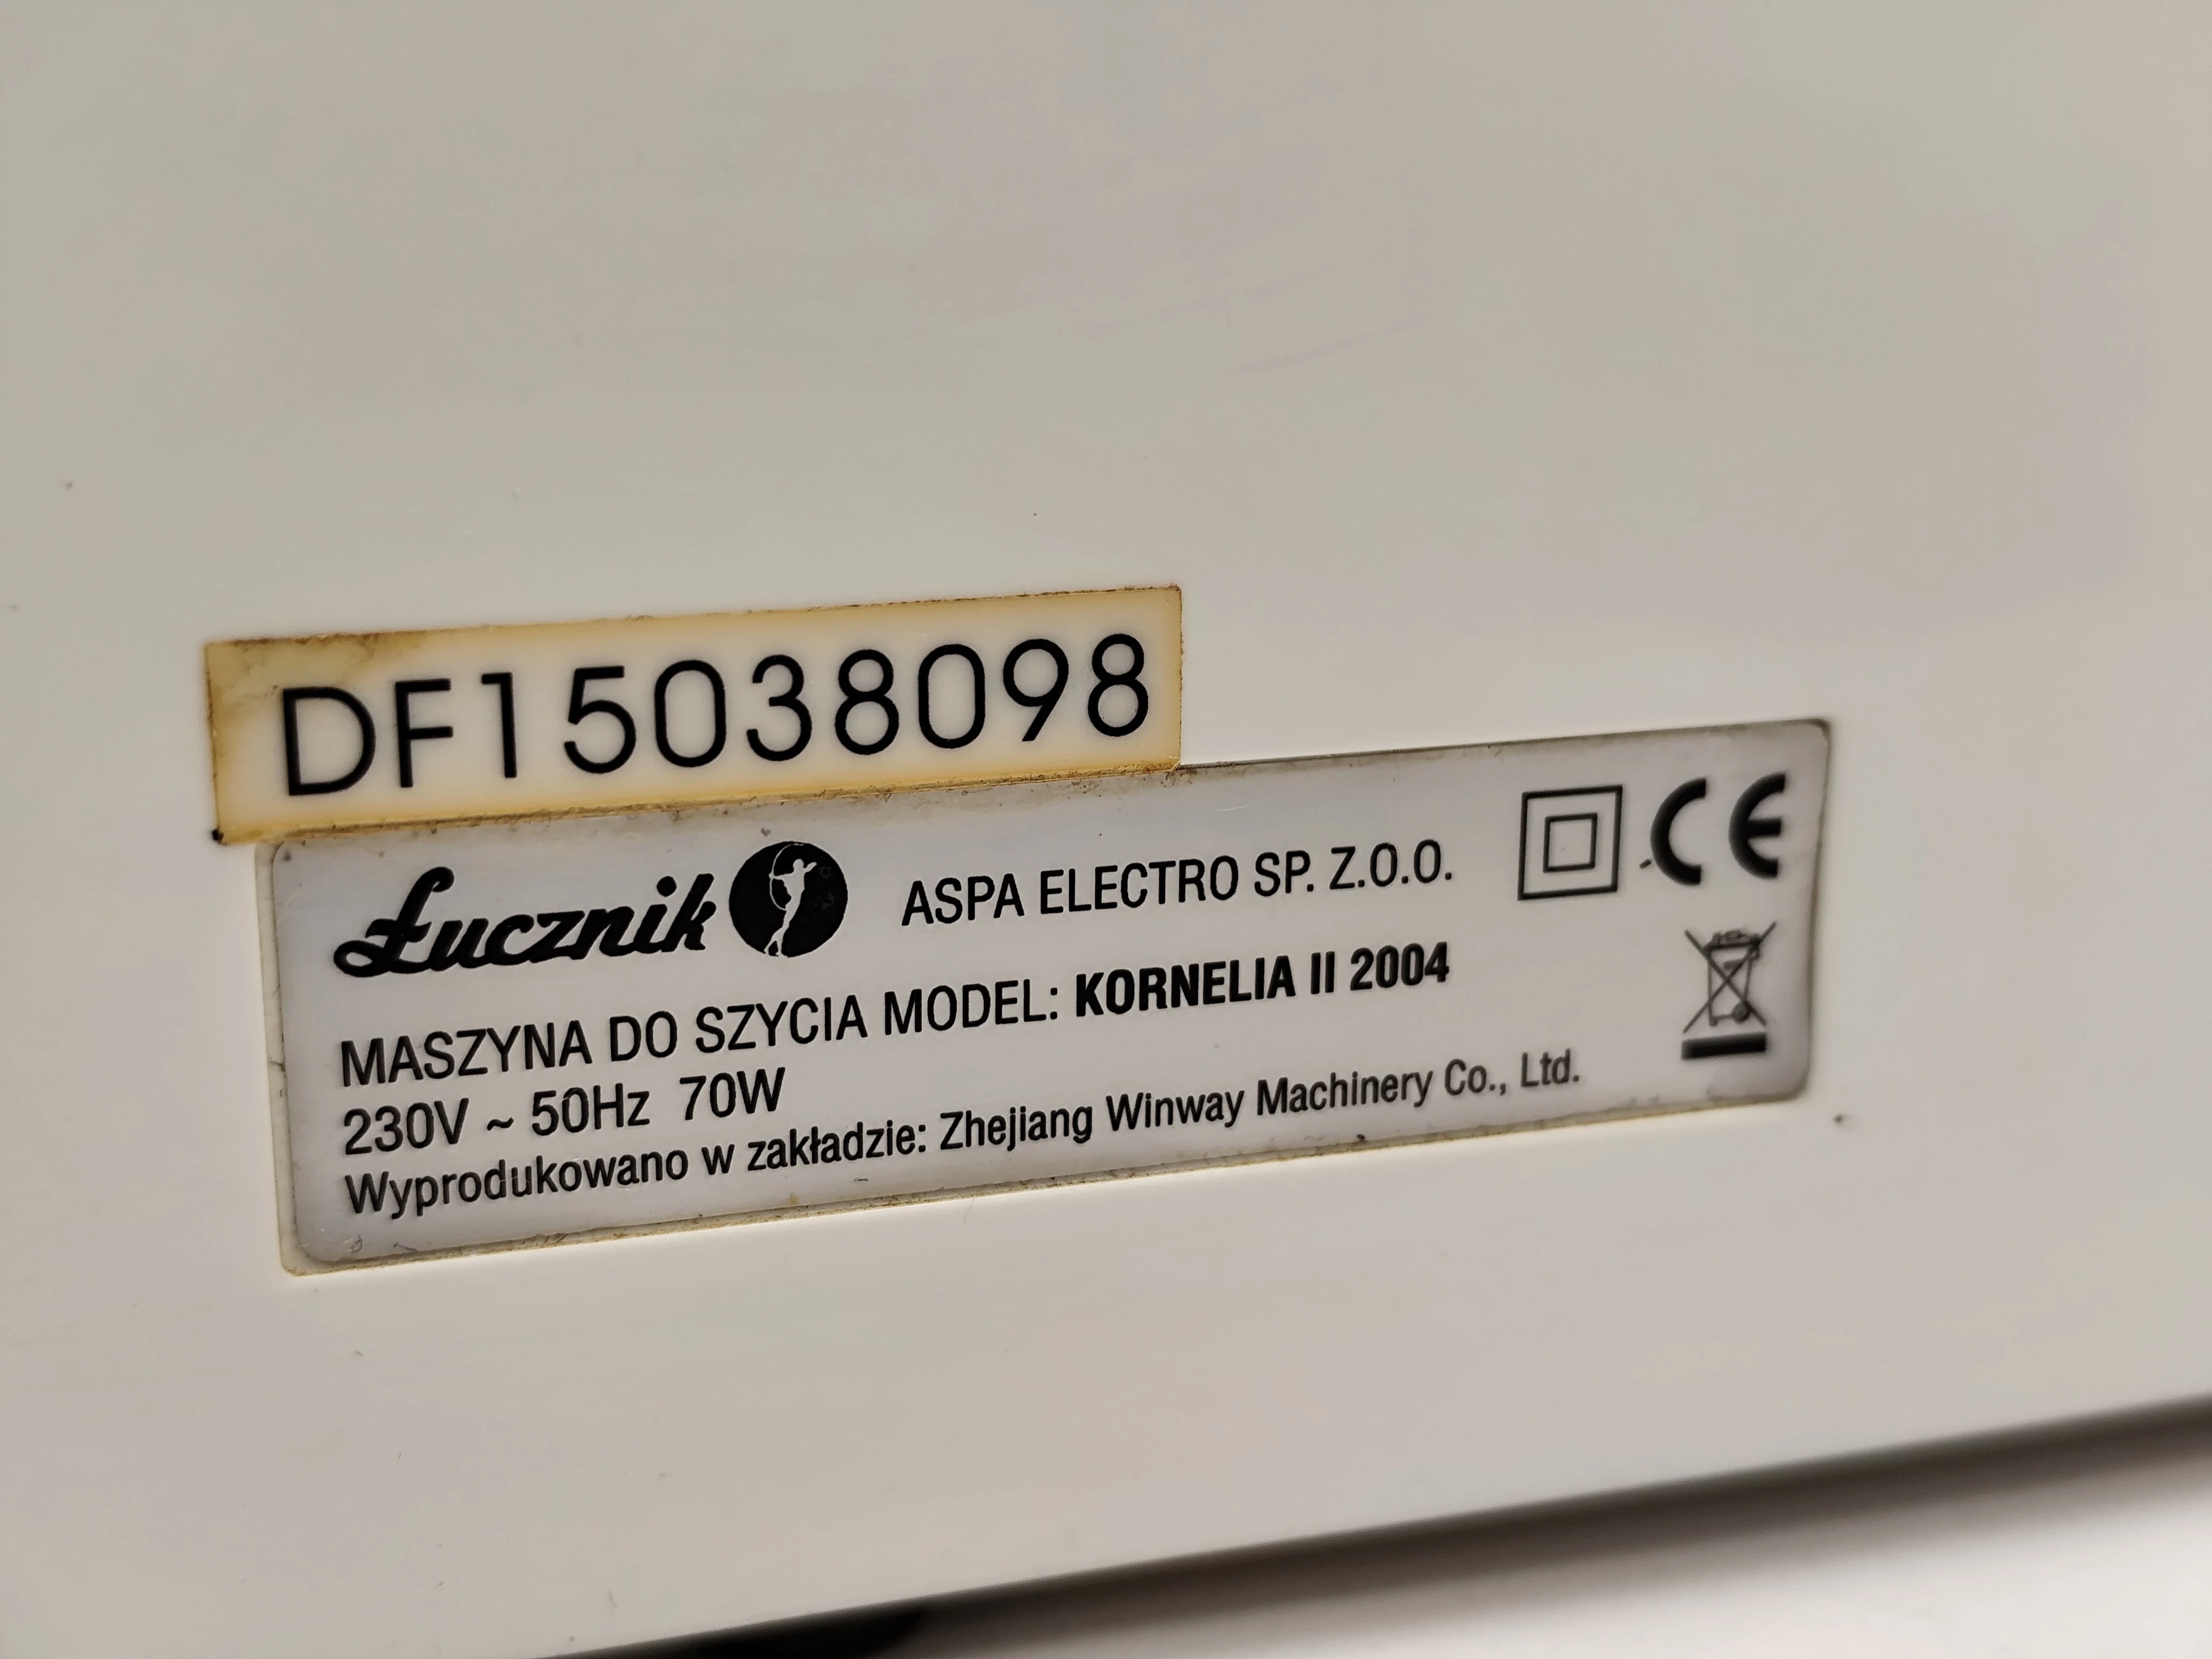 DF15038098
Łucznik ASPA ELECTRO SP. Z.O.O. CE
MASZYNA DO SZYCIA MODEL: KORNELIA II 2004
230V ~ 50Hz 70W
Wyprodukowano w zakładzie: Zhejiang Winway Machinery Co., Ltd.